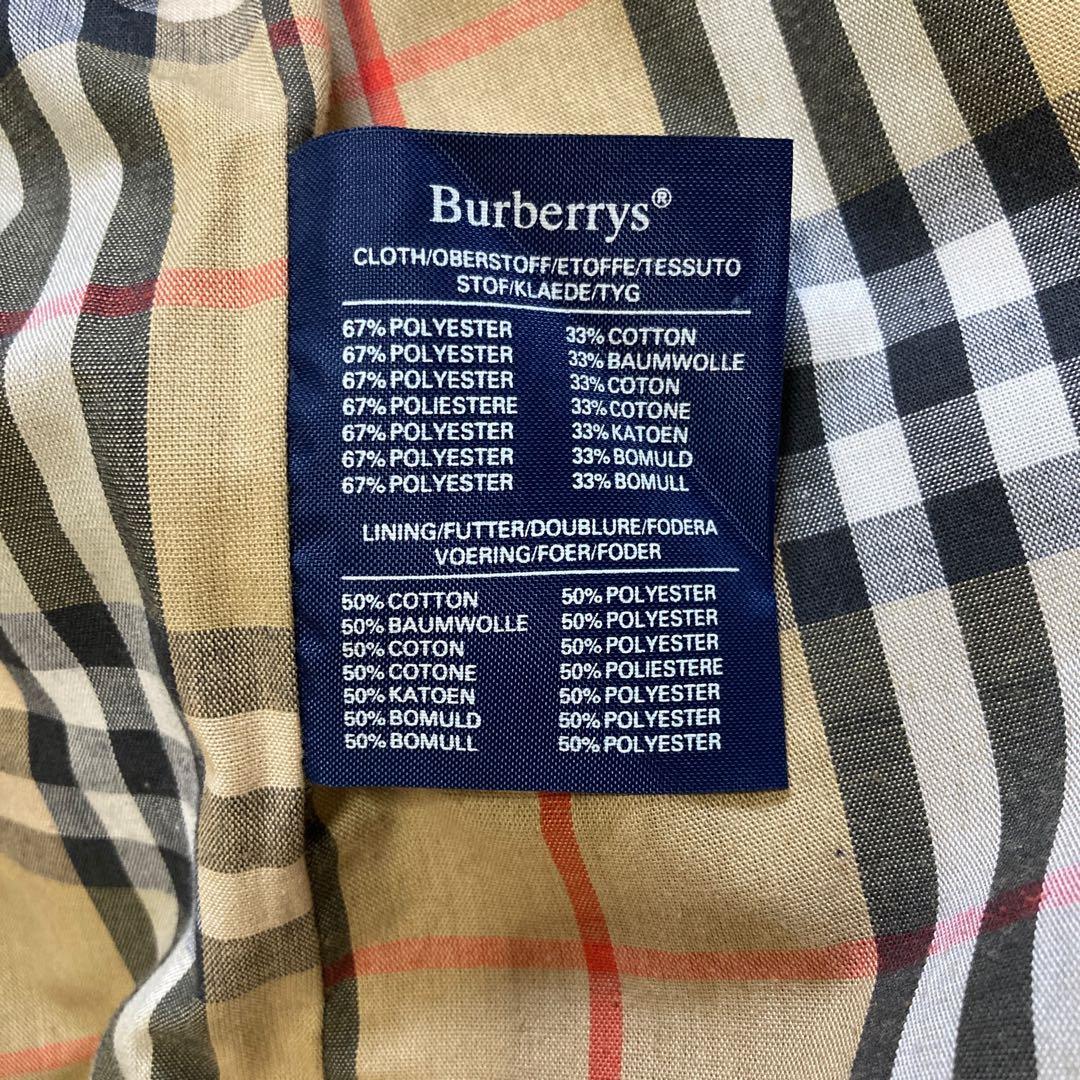 Burberrys®
CLOTH/OBERSTOFF/ETOFFE/TESSUTO
STOF/KLAEDE/TYG
67% POLYESTER 33% COTTON
67% POLYESTER 33% BAUMWOLLE
67% POLYESTER 33% COTON
67% POLIESTERE 33% COTONE
67% POLYESTER 33% KATOEN
67% POLYESTER 33% BOMULD
67% POLYESTER 33% BOMULL
LINING/FUTTER/DOUBLURE/FODERA
VOERING/FOER/FODER
50% COTTON 50% POLYESTER
50% BAUMWOLLE 50% POLYESTER
50% COTON 50% POLYESTER
50% COTONE 50% POLIESTERE
50% KATOEN 50% POLYESTER
50% BOMULD 50% POLYESTER
50% BOMULL 50% POLYESTER